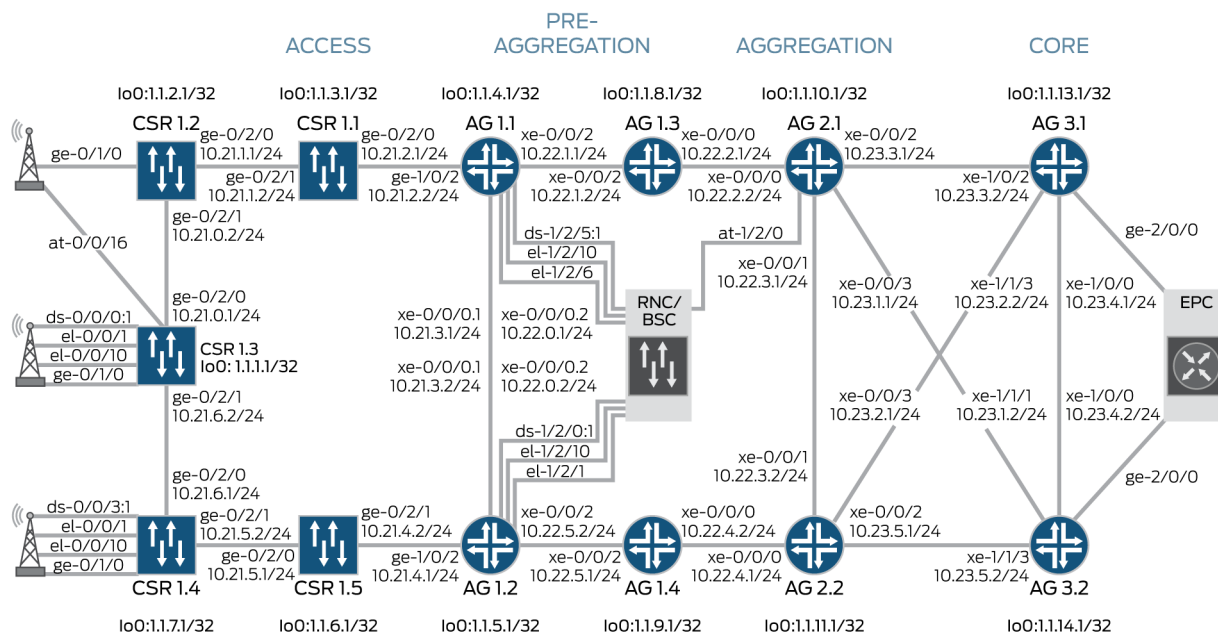 PRE-
ACCESS
AGGREGATION
AGGREGATION
CORE
lo0:1.1.2.1/32
lo0:1.1.3.1/32
lo0:1.1.4.1/32
lo0:1.1.8.1/32
lo0:1.1.10.1/32
lo0:1.1.13.1/32
CSR 1.2
CSR 1.1
AG 1.1
AG 1.3
AG 2.1
AG 3.1
ge-0/1/0
ge-0/2/0
10.21.1.1/24
ge-0/2/1
10.21.1.2/24
ge-0/2/0
10.21.2.1/24
ge-1/0/2
10.21.2.2/24
xe-0/0/2
10.22.1.1/24
xe-0/0/2
10.22.1.2/24
xe-0/0/0
10.22.2.1/24
xe-0/0/0
10.22.2.2/24
xe-0/0/2
10.23.3.1/24
xe-1/0/2
10.23.3.2/24
ge-0/2/1
10.21.0.2/24
at-0/0/16
ds-1/2/5:1
el-1/2/10
el-1/2/6
at-1/2/0
xe-0/0/1
10.22.3.1/24
ge-2/0/0
ge-0/2/0
10.21.0.1/24
xe-0/0/3
10.23.1.1/24
xe-1/1/3
10.23.2.2/24
xe-1/0/0
10.23.4.1/24
RNC/
BSC
EPC
ds-0/0/0:1
el-0/0/1
el-0/0/10
ge-0/1/0
CSR 1.3
lo0: 1.1.1.1/32
xe-0/0/0.1
10.21.3.1/24
xe-0/0/0.2
10.22.0.1/24
xe-0/0/0.1
10.21.3.2/24
xe-0/0/0.2
10.22.0.2/24
ge-0/2/1
10.21.6.2/24
xe-0/0/3
10.23.2.1/24
xe-1/1/1
10.23.1.2/24
xe-1/0/0
10.23.4.2/24
ds-1/2/0:1
el-1/2/10
el-1/2/1
xe-0/0/1
10.22.3.2/24
ge-2/0/0
ge-0/2/0
10.21.6.1/24
ds-0/0/3:1
el-0/0/1
el-0/0/10
ge-0/1/0
ge-0/2/1
10.21.5.2/24
ge-0/2/0
10.21.5.1/24
ge-0/2/1
10.21.4.2/24
ge-1/0/2
10.21.4.1/24
xe-0/0/2
10.22.5.2/24
xe-0/0/2
10.22.5.1/24
xe-0/0/0
10.22.4.2/24
xe-0/0/0
10.22.4.1/24
xe-0/0/2
10.23.5.1/24
xe-1/1/3
10.23.5.2/24
CSR 1.4
CSR 1.5
AG 1.2
AG 1.4
AG 2.2
AG 3.2
lo0:1.1.7.1/32
lo0:1.1.6.1/32
lo0:1.1.5.1/32
lo0:1.1.9.1/32
lo0:1.1.11.1/32
lo0:1.1.14.1/32